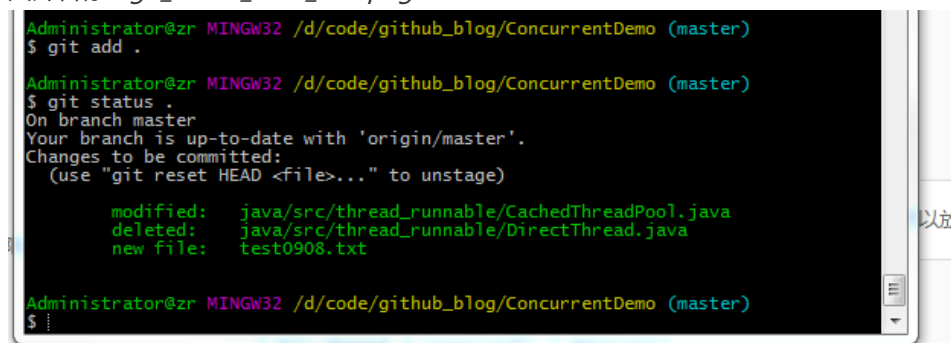 Administrator@zr MINGW32 /d/code/github_blog/ConcurrentDemo (master)
$ git add .
Administrator@zr MINGW32 /d/code/github_blog/ConcurrentDemo (master)
$ git status .
On branch master
Your branch is up-to-date with 'origin/master'.
Changes to be committed:
(use "git reset HEAD <file>..." to unstage)
modified: java/src/thread_runnable/CachedThreadPool.java
deleted: java/src/thread_runnable/DirectThread.java
new file: test0908.txt
以放
Administrator@zr MINGW32 /d/code/github_blog/ConcurrentDemo (master)
$